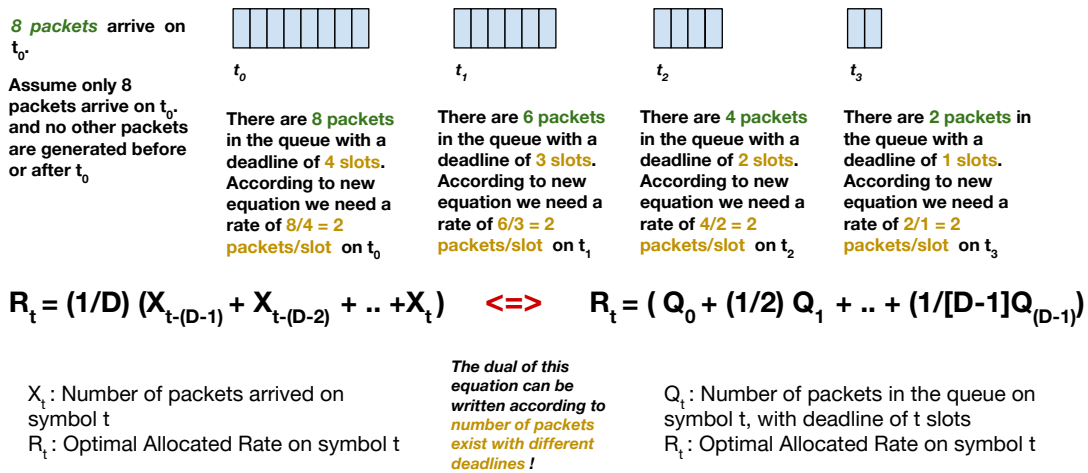 8 packets arrive on
t0.
Assume only 8
packets arrive on t0.
and no other packets
are generated before
or after t0
t0
There are 8 packets
in the queue with a
deadline of 4 slots.
According to new
equation we need a
rate of 8/4 = 2
packets/slot on t0
t1
There are 6 packets
in the queue with a
deadline of 3 slots.
According to new
equation we need a
rate of 6/3 = 2
packets/slot on t1
t2
There are 4 packets
in the queue with a
deadline of 2 slots.
According to new
equation we need a
rate of 4/2 = 2
packets/slot on t2
t3
There are 2 packets in
the queue with a
deadline of 1 slots.
According to new
equation we need a
rate of 2/1 = 2
packets/slot on t3
Rt = (1/D) (Xt-(D-1) + Xt-(D-2) + .. +Xt) <=> Rt = ( Q0 + (1/2) Q1 + .. + (1/[D-1]Q(D-1))
Xt : Number of packets arrived on
symbol t
Rt : Optimal Allocated Rate on symbol t
The dual of this
equation can be
written according to
number of packets
exist with different
deadlines !
Qt : Number of packets in the queue on
symbol t, with deadline of t slots
Rt : Optimal Allocated Rate on symbol t